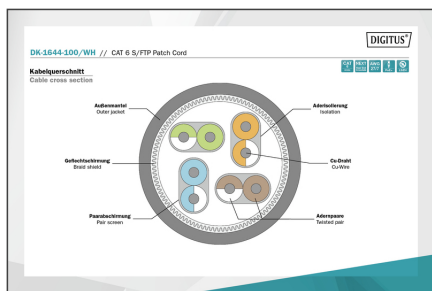 DIGITUS®
DK-1644-100/WH // CAT 6 S/FTP Patch Cord
Kabelquerschnitt
Cable cross section
Außenmantel
Outer jacket
Aderisolierung
Isolation
Geflechtschirmung
Braid shield
Cu-Draht
Cu-Wire
Paarabschirmung
Pair screen
Adernpaare
Twisted pair